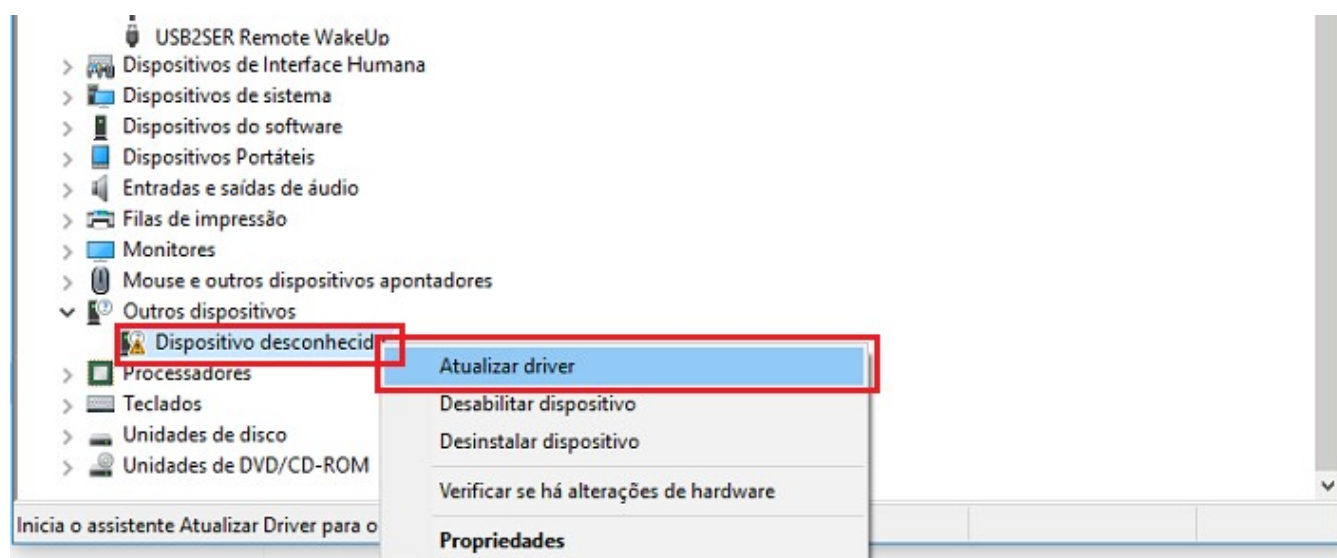 USB2SER Remote WakeUp
Dispositivos de Interface Humana
Dispositivos de sistema
Dispositivos do software
Dispositivos Portáteis
Entradas e saídas de áudio
Filas de impressão
Monitores
Mouse e outros dispositivos apontadores
Outros dispositivos
Dispositivo desconhecid
Atualizar driver
Processadores
Desabilitar dispositivo
Teclados
Desinstalar dispositivo
Unidades de disco
Unidades de DVD/CD-ROM
Verificar se há alterações de hardware
Inicia o assistente Atualizar Driver para o
Propriedades